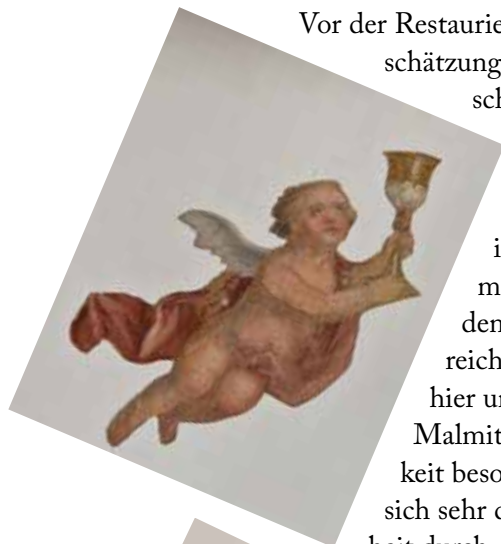 Vor der Restaurie
schätzung
sch
i
m
den
reich
hier un
Malmit
keit beso
sich sehr